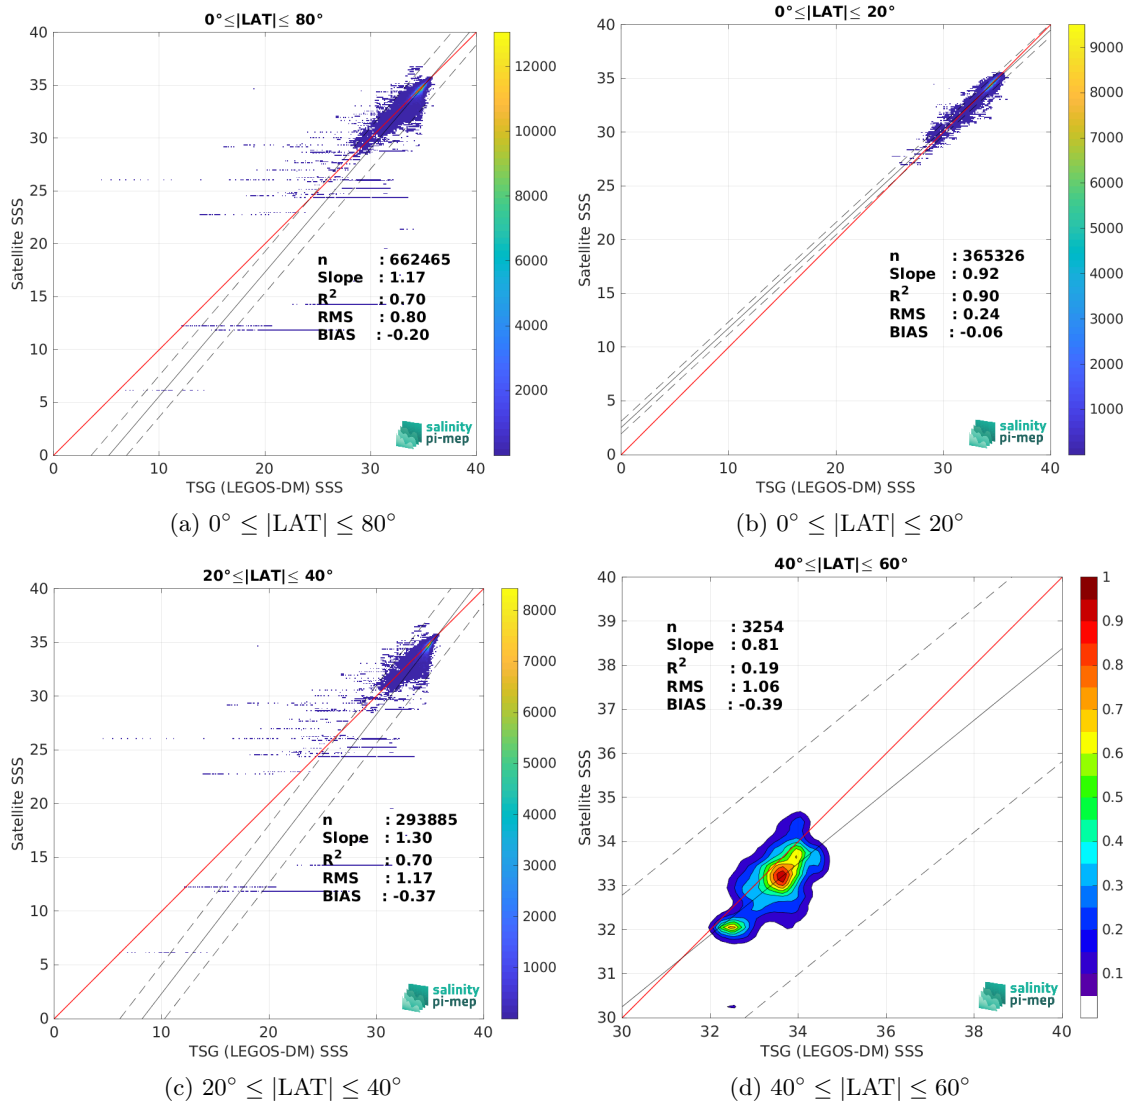 0°≤|LAT|≤ 80°
40
35
30
25
20
15
10
5
0
Satellite SSS
0
10
20
30
40
TSG (LEGOS-DM) SSS
n : 662465
Slope : 1.17
R² : 0.70
RMS : 0.80
BIAS : -0.20
12000
10000
8000
6000
4000
2000
salinity
pi-mep
(a) 0° ≤ |LAT| ≤ 80°
0°≤|LAT|≤ 20°
40
35
30
25
20
15
10
5
0
Satellite SSS
0
10
20
30
40
TSG (LEGOS-DM) SSS
n : 365326
Slope : 0.92
R² : 0.90
RMS : 0.24
BIAS : -0.06
9000
8000
7000
6000
5000
4000
3000
2000
1000
salinity
pi-mep
(b) 0° ≤ |LAT| ≤ 20°
20°≤|LAT|≤ 40°
40
35
30
25
20
15
10
5
0
Satellite SSS
0
10
20
30
40
TSG (LEGOS-DM) SSS
n : 293885
Slope : 1.30
R² : 0.70
RMS : 1.17
BIAS : -0.37
8000
7000
6000
5000
4000
3000
2000
1000
salinity
pi-mep
(c) 20° ≤ |LAT| ≤ 40°
40°≤|LAT|≤ 60°
40
39
38
37
36
35
34
33
32
31
30
Satellite SSS
30
32
34
36
38
40
TSG (LEGOS-DM) SSS
n : 3254
Slope : 0.81
R² : 0.19
RMS : 1.06
BIAS : -0.39
1
0.9
0.8
0.7
0.6
0.5
0.4
0.3
0.2
0.1
salinity
pi-mep
(d) 40° ≤ |LAT| ≤ 60°